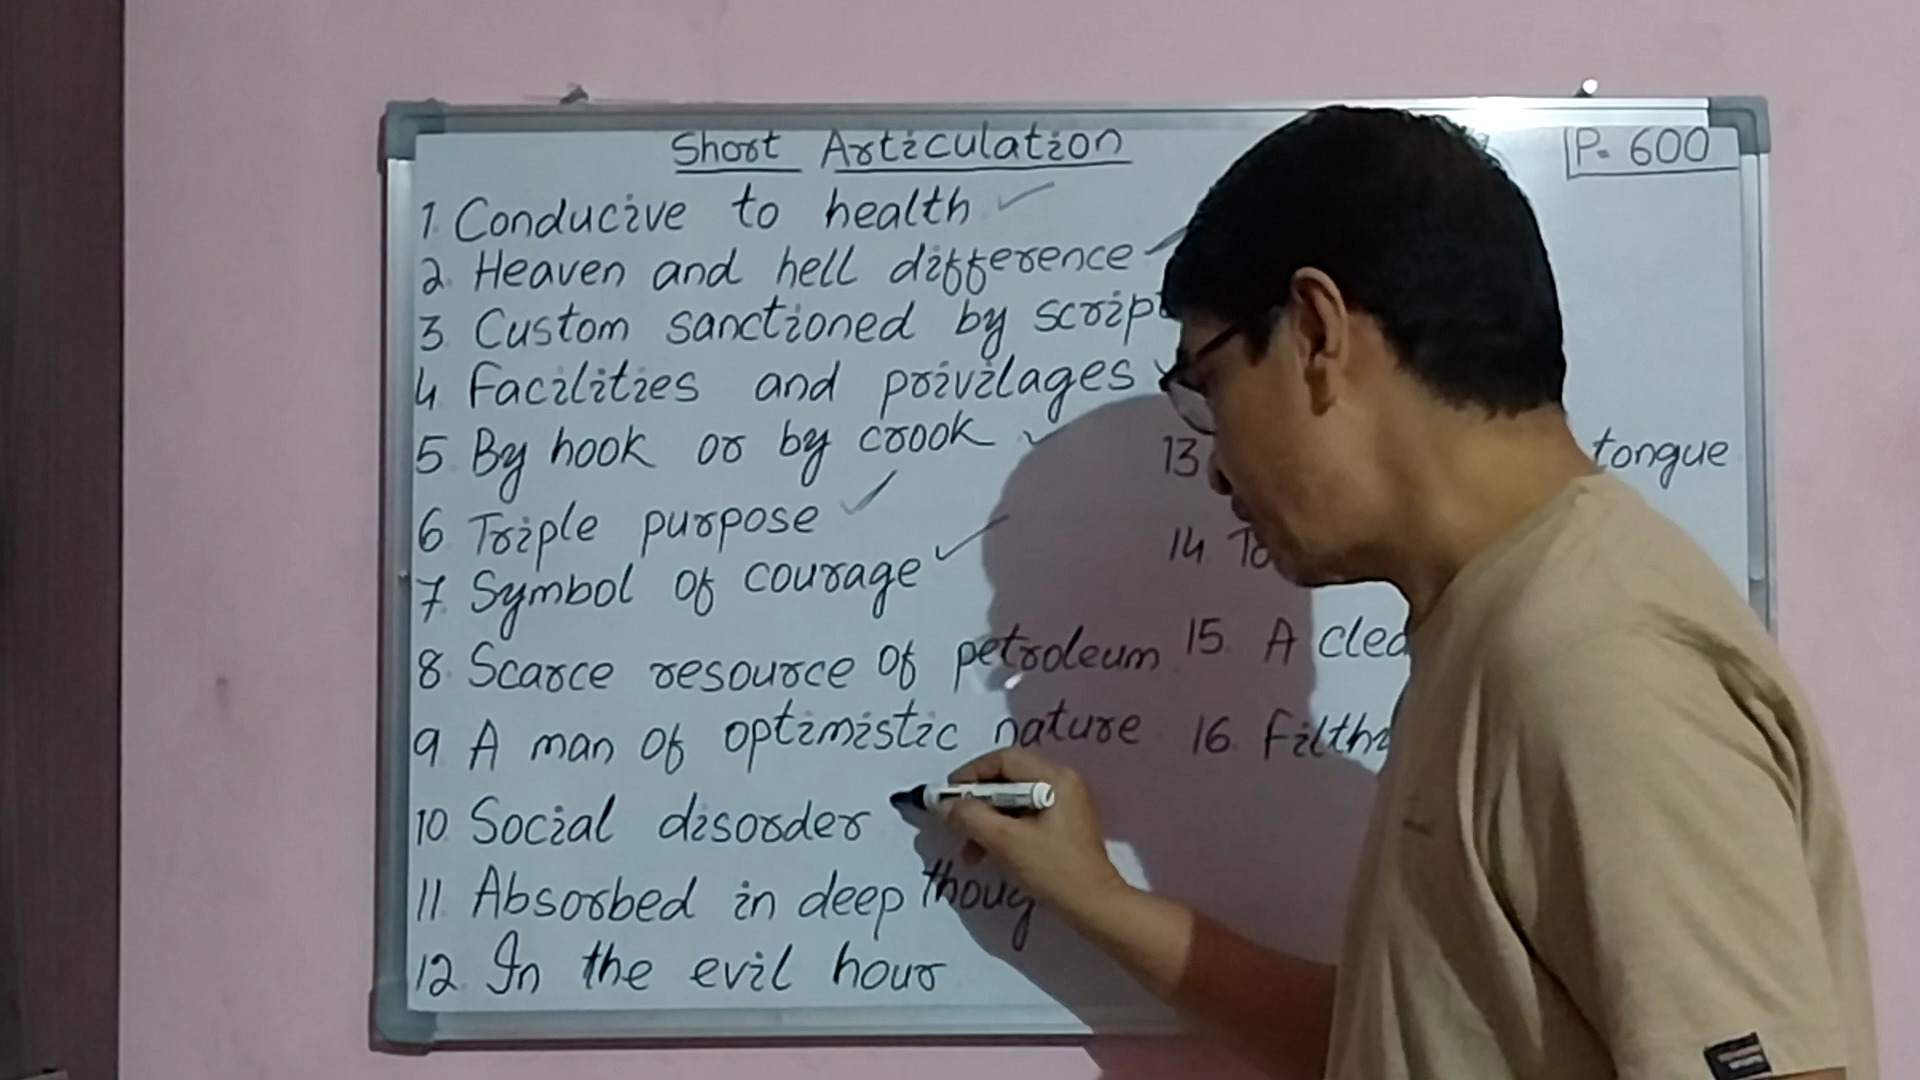 Short Articulation
P- 600
1. Conducive to health
2. Heaven and hell difference
3 Custom sanctioned by script
4 Facilities and privilages
5. By hook or by crook
6 Triple purpose
7. Symbol of courage
8. Scarce resource of petroleum
9 A man of optimistic nature
10. Social disorder
11 Absorbed in deep thoug
12. In the evil hour
13 tongue
14. To
15. A clea
16. Filth